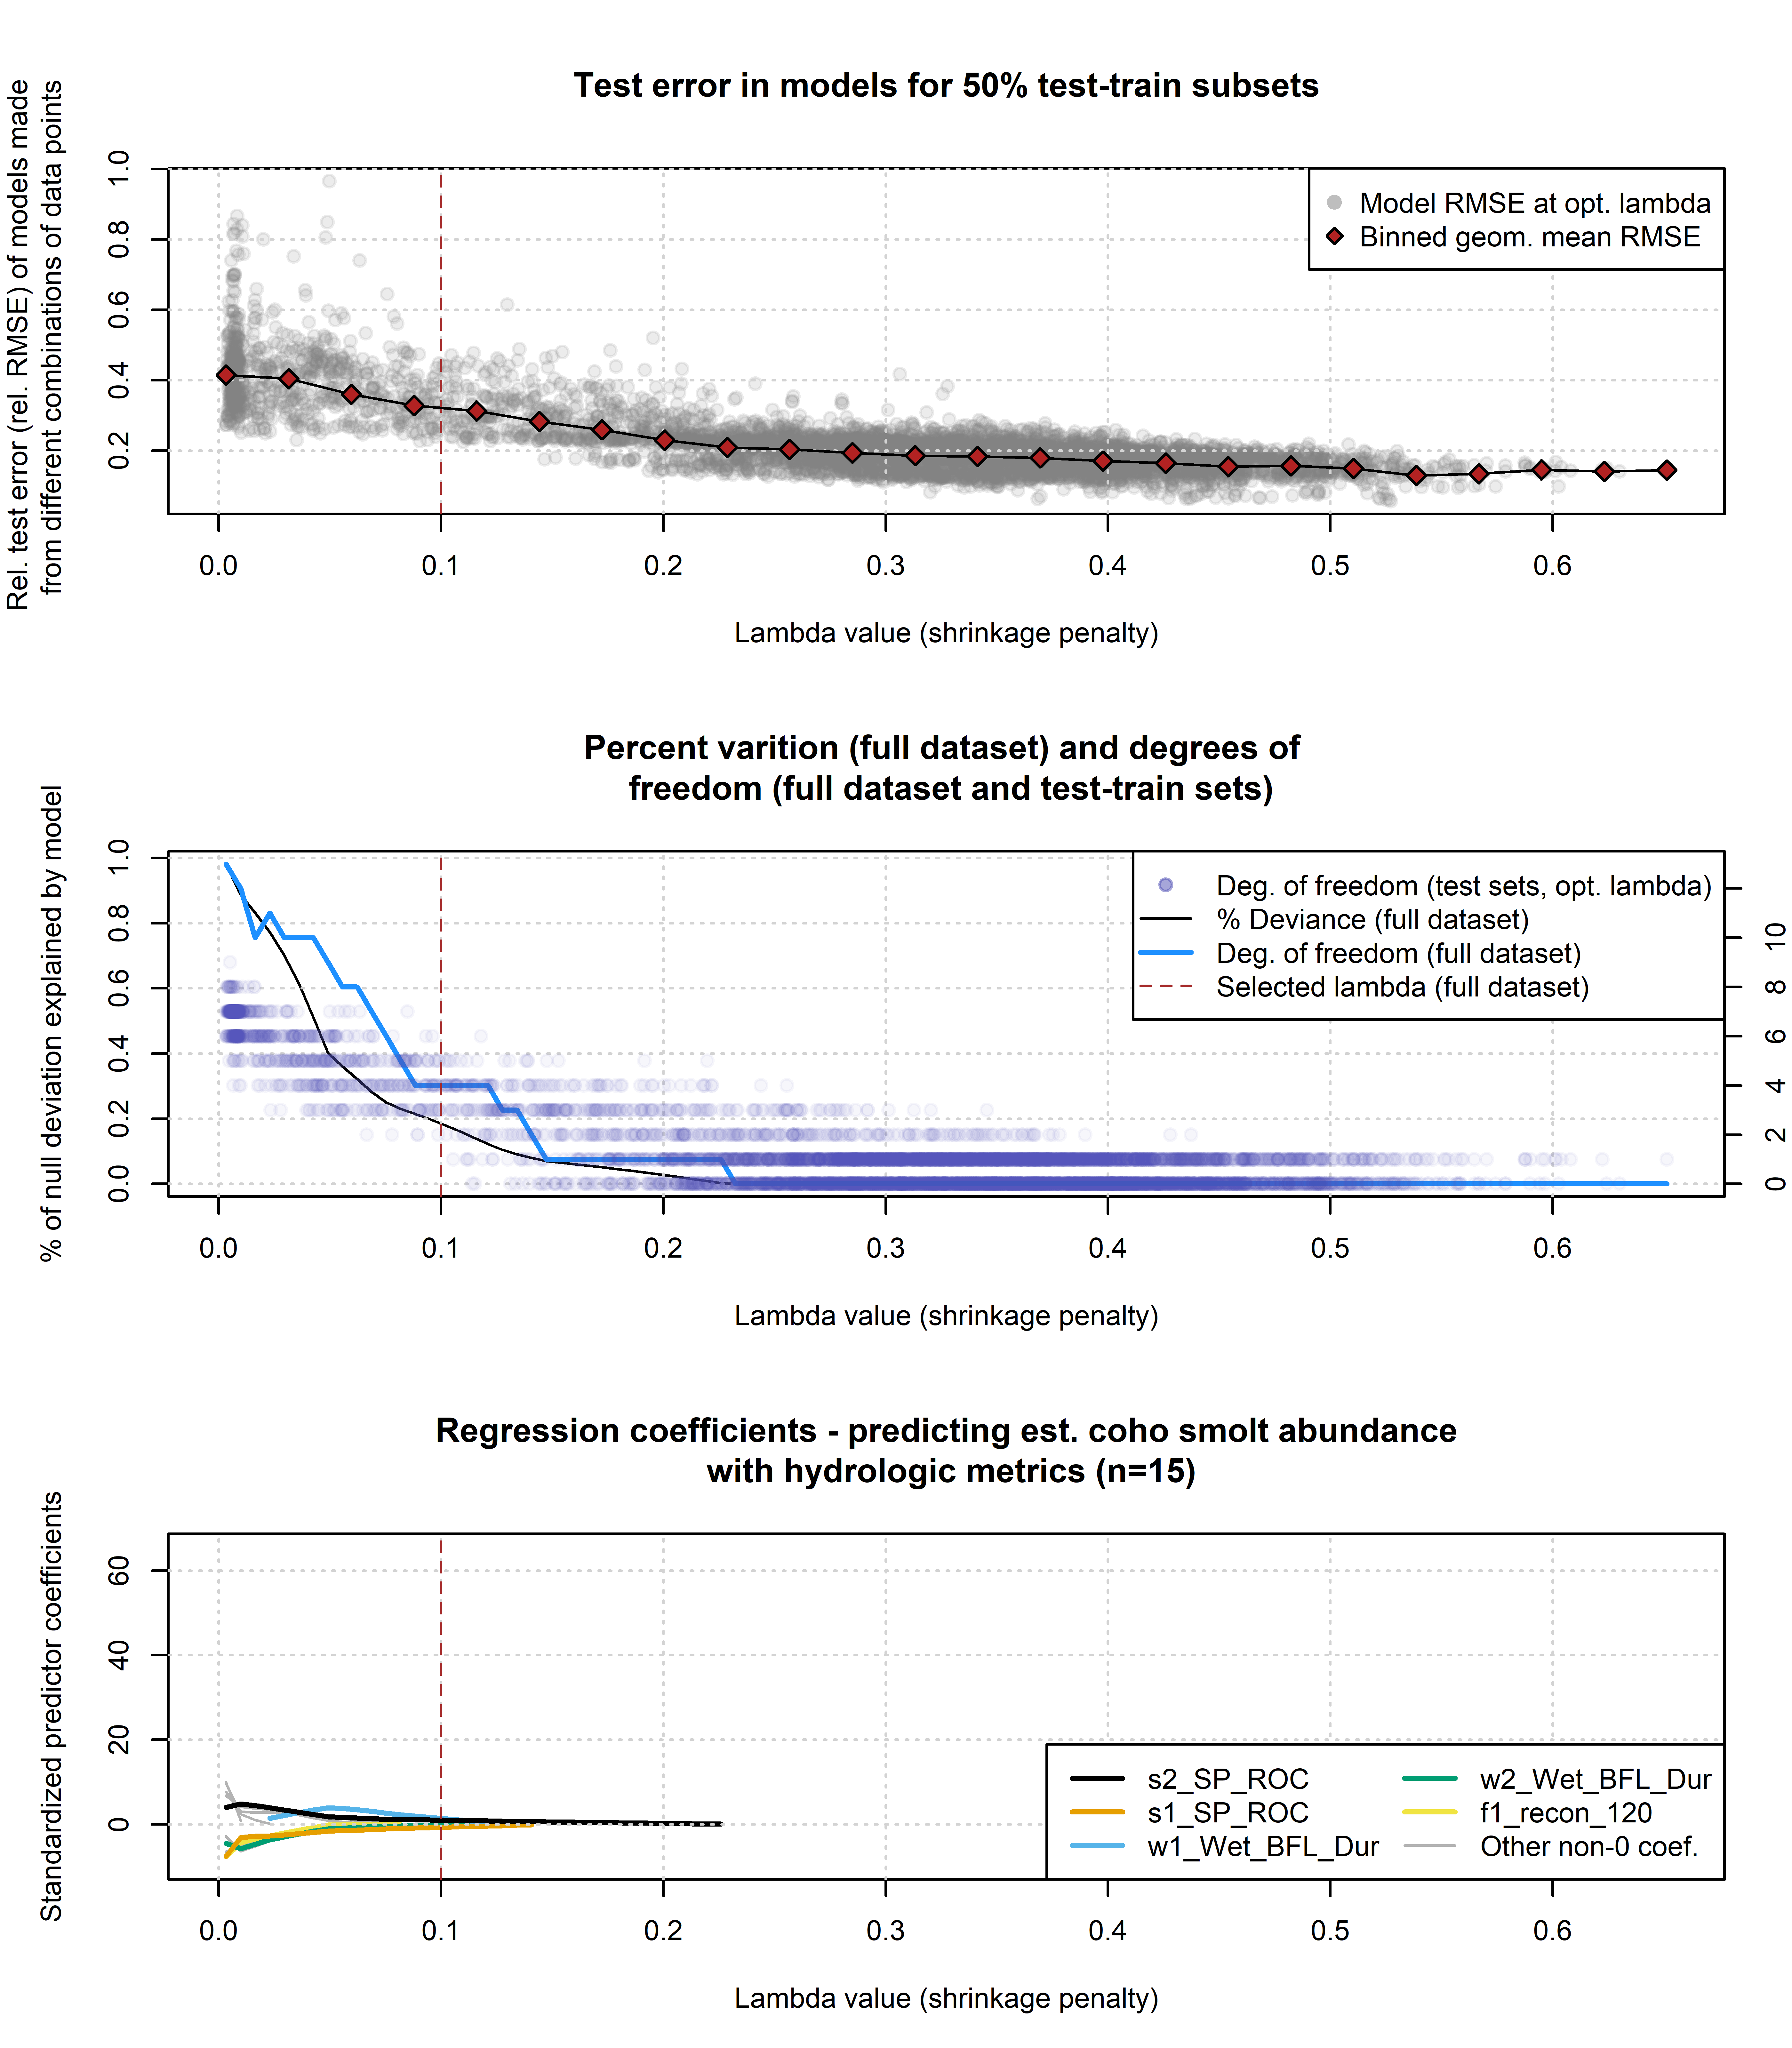 Test error in models for 50% test-train subsets
Rel. test error (rel. RMSE) of models made
from different combinations of data points
1.0
0.8
0.6
0.4
0.2
Model RMSE at opt. lambda
Binned geom. mean RMSE
0.0 0.1 0.2 0.3 0.4 0.5 0.6
Lambda value (shrinkage penalty)
Percent varition (full dataset) and degrees of
freedom (full dataset and test-train sets)
% of null deviation explained by model
1.0
0.8
0.6
0.4
0.2
0.0
Deg. of freedom (test sets, opt. lambda)
% Deviance (full dataset)
Deg. of freedom (full dataset)
Selected lambda (full dataset)
10
8
6
4
2
0
0.0 0.1 0.2 0.3 0.4 0.5 0.6
Lambda value (shrinkage penalty)
Regression coefficients - predicting est. coho smolt abundance
with hydrologic metrics (n=15)
Standardized predictor coefficients
60
40
20
0
s2_SP_ROC
s1_SP_ROC
w1_Wet_BFL_Dur
w2_Wet_BFL_Dur
f1_recon_120
Other non-0 coef.
0.0 0.1 0.2 0.3 0.4 0.5 0.6
Lambda value (shrinkage penalty)